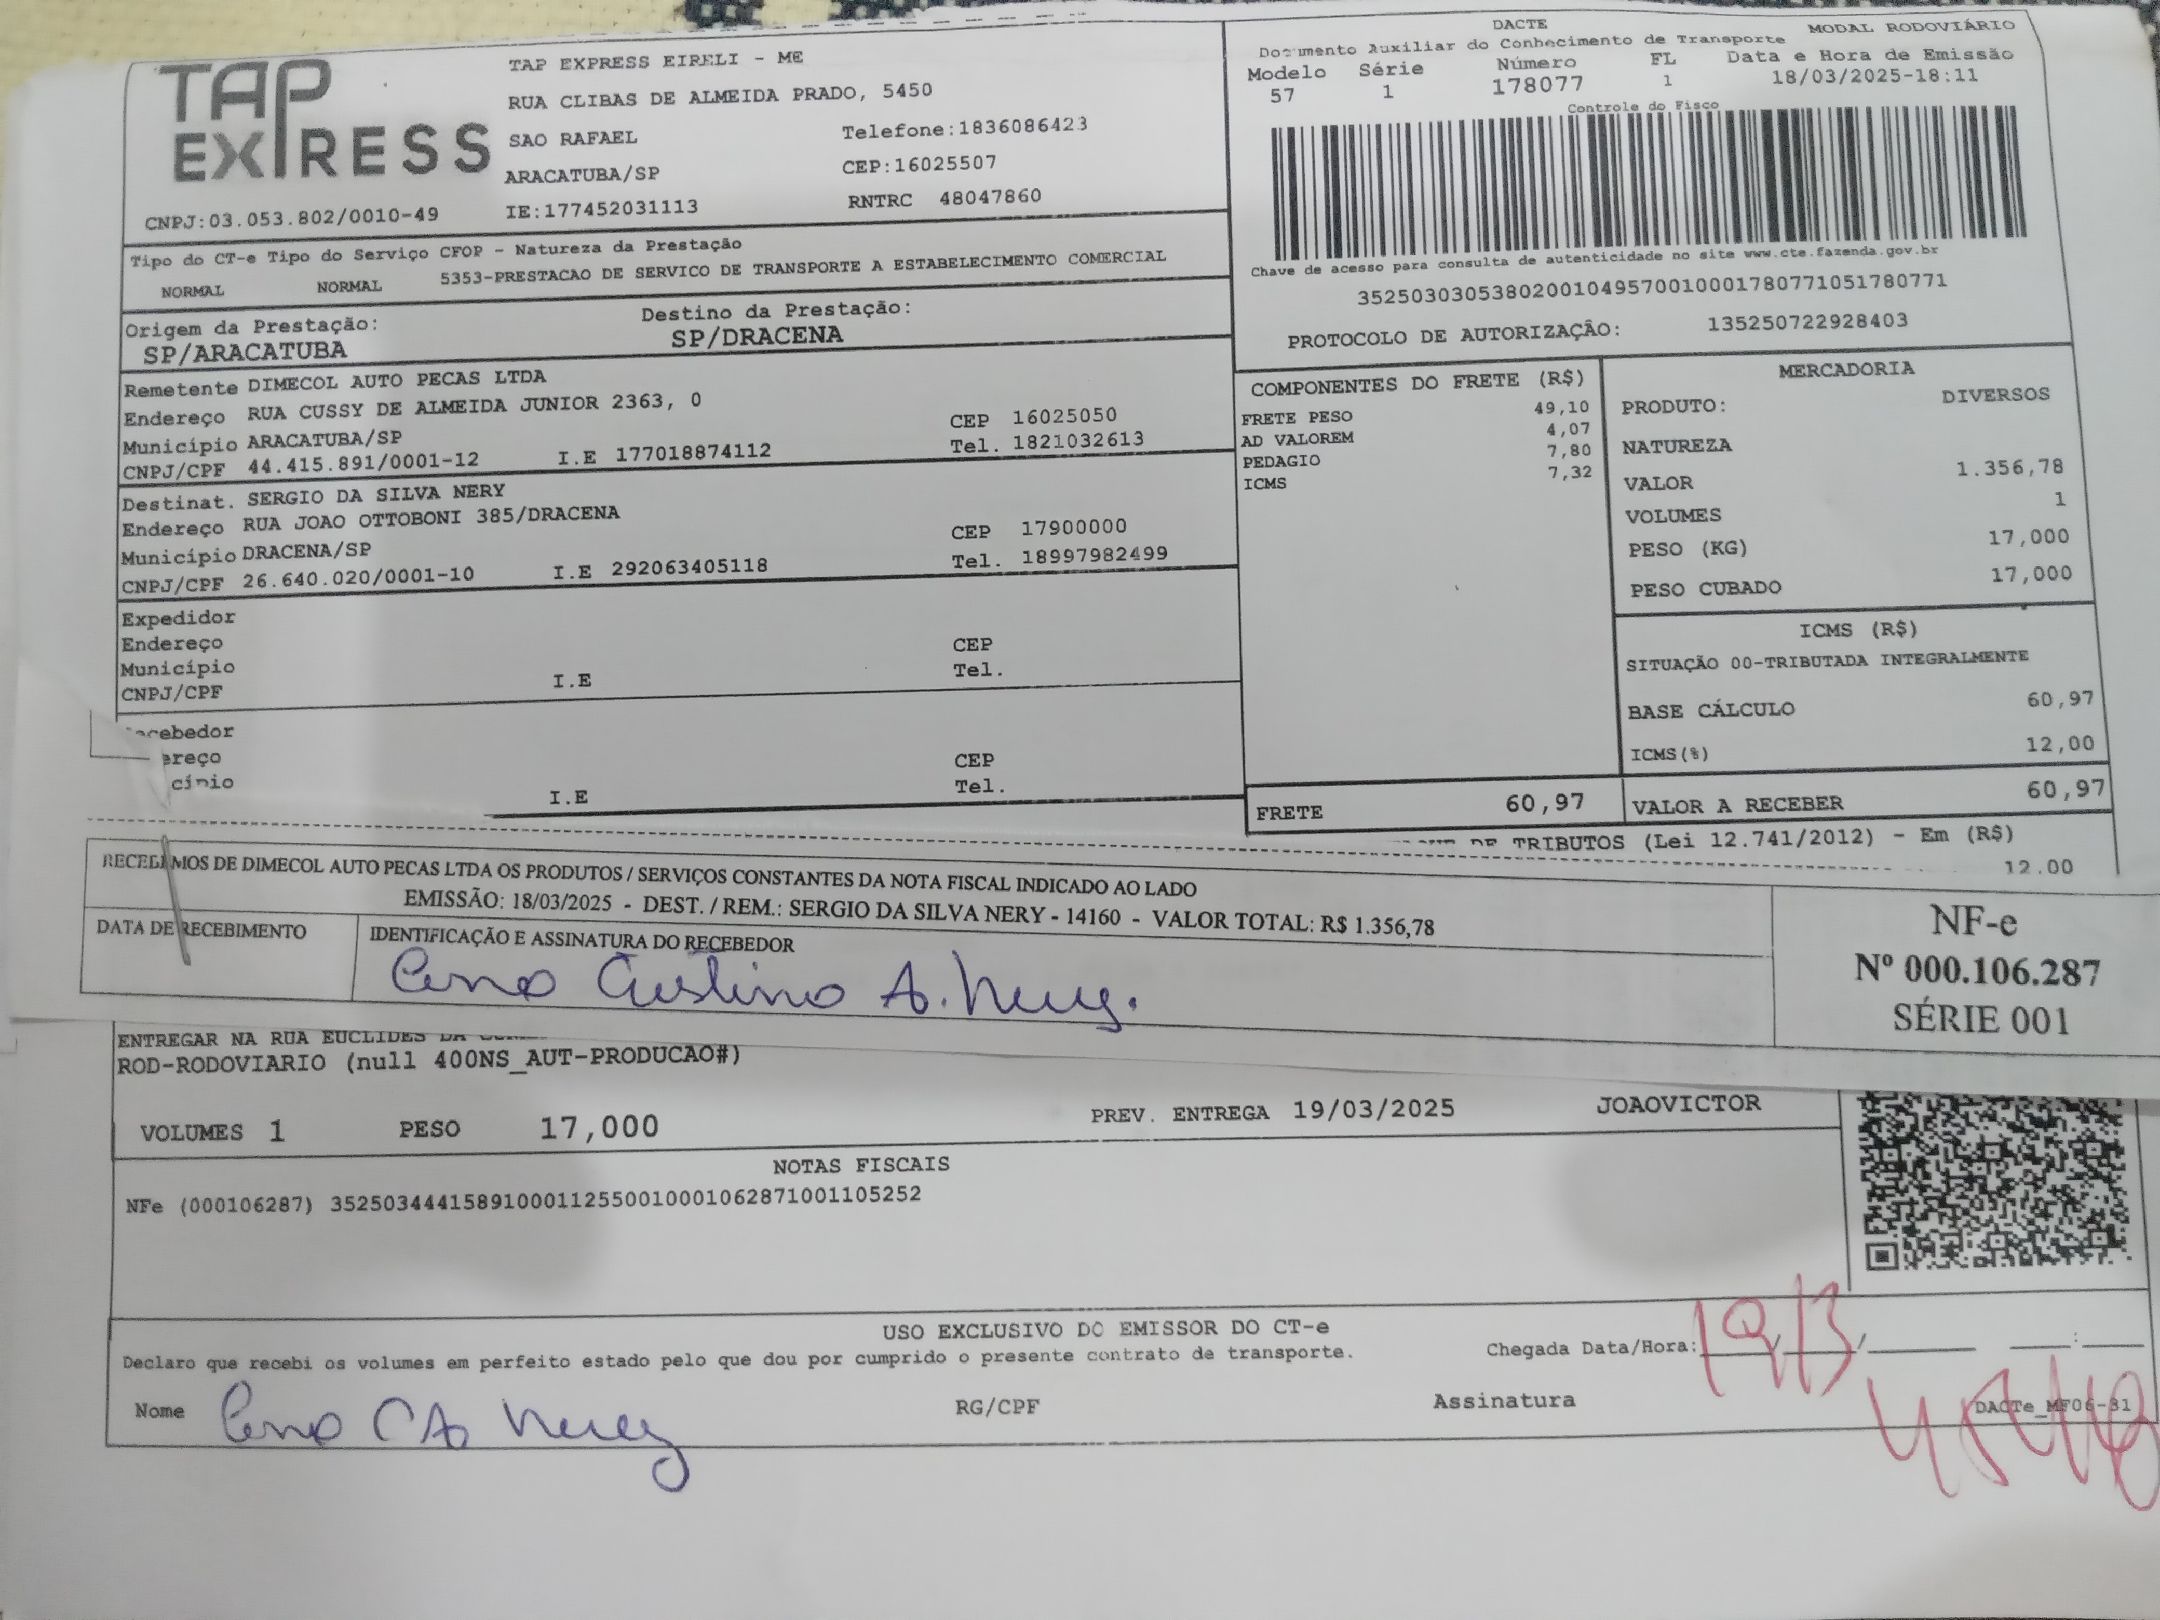 TAP EXPRESS
TAP EXPRESS EIRELI - ME
RUA CLIBAS DE ALMEIDA PRADO, 5450
SAO RAFAEL Telefone:1836086423
ARACATUBA/SP CEP:16025507
CNPJ:03.053.802/0010-49 IE:177452031113 RNTRC 48047860
DACTE MODAL RODOVIÁRIO
Documento Auxiliar do Conhecimento de Transporte
Modelo Série Número FL Data e Hora de Emissão
57 1 178077 1 18/03/2025-18:11
Controle do Fisco
Chave de acesso para consulta de autenticidade no site www.cte.fazenda.gov.br
35250303053802001049570010001780771051780771
PROTOCOLO DE AUTORIZAÇÃO: 135250722928403
Tipo do CT-e Tipo do Serviço CFOP - Natureza da Prestação
NORMAL NORMAL 5353-PRESTACAO DE SERVICO DE TRANSPORTE A ESTABELECIMENTO COMERCIAL
Origem da Prestação: Destino da Prestação:
SP/ARACATUBA SP/DRACENA
Remetente DIMECOL AUTO PECAS LTDA
Endereço RUA CUSSY DE ALMEIDA JUNIOR 2363, 0 CEP 16025050
Município ARACATUBA/SP Tel. 1821032613
CNPJ/CPF 44.415.891/0001-12 I.E 177018874112
Destinat. SERGIO DA SILVA NERY
Endereço RUA JOAO OTTOBONI 385/DRACENA CEP 17900000
Município DRACENA/SP Tel. 18997982499
CNPJ/CPF 26.640.020/0001-10 I.E 292063405118
Expedidor
Endereço CEP
Município Tel.
CNPJ/CPF I.E
cebedor
ereço CEP
cípio Tel.
I.E
COMPONENTES DO FRETE (R$)
FRETE PESO 49,10
AD VALOREM 4,07
PEDAGIO 7,80
ICMS 7,32
FRETE 60,97
MERCADORIA
PRODUTO: DIVERSOS
NATUREZA
VALOR 1.356,78
VOLUMES 1
PESO (KG) 17,000
PESO CUBADO 17,000
ICMS (R$)
SITUAÇÃO 00-TRIBUTADA INTEGRALMENTE
BASE CÁLCULO 60,97
ICMS(%) 12,00
VALOR A RECEBER 60,97
DE TRIBUTOS (Lei 12.741/2012) - Em (R$)
12.00
RECEBEMOS DE DIMECOL AUTO PECAS LTDA OS PRODUTOS / SERVIÇOS CONSTANTES DA NOTA FISCAL INDICADO AO LADO
EMISSÃO: 18/03/2025 - DEST. / REM.: SERGIO DA SILVA NERY - 14160 - VALOR TOTAL: R$ 1.356,78
DATA DE RECEBIMENTO IDENTIFICAÇÃO E ASSINATURA DO RECEBEDOR
A. Nery.
NF-e
Nº 000.106.287
SÉRIE 001
ENTREGAR NA RUA EUCLIDES DA
ROD-RODOVIARIO (null 400NS_AUT-PRODUCAO#)
VOLUMES 1 PESO 17,000 PREV. ENTREGA 19/03/2025 JOAOVICTOR
NOTAS FISCAIS
NFe (000106287) 35250344415891000112550010001062871001105252
USO EXCLUSIVO DO EMISSOR DO CT-e
Declaro que recebi os volumes em perfeito estado pelo que dou por cumprido o presente contrato de transporte. Chegada Data/Hora: 19/3
Nome Nery RG/CPF Assinatura DACTe_MF06-81